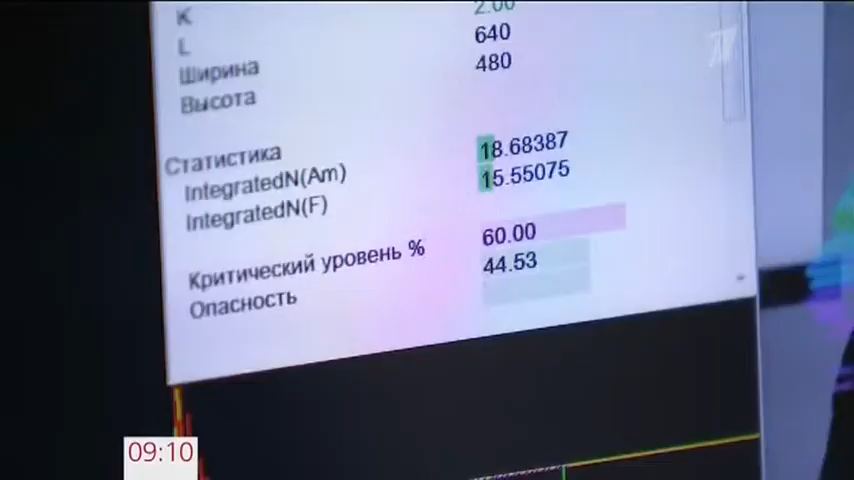 K
2.00
L
640
Ширина
480
Высота
Статистика
18.68387
IntegratedN(Am)
15.55075
IntegratedN(F)
60.00
Критический уровень %
44.53
Опасность
09:10